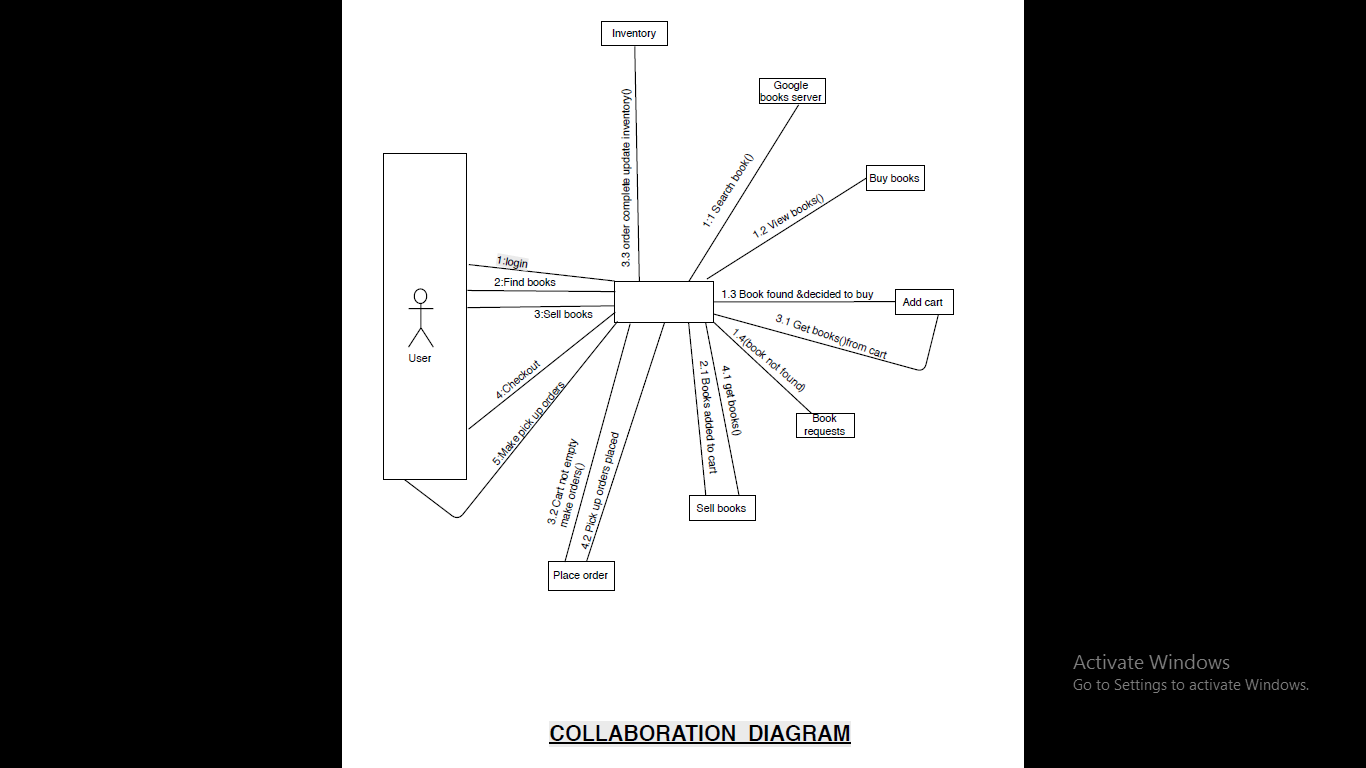 Inventory
Google
books server
3.3 order complete update inventory()
1:1 Search book()
Buy books
1.2 View books()
1:login
2:Find books
3:Sell books
1.3 Book found &decided to buy
Add cart
3.1 Get books()from cart
User
1.4(book not found)
4:Checkout
2.1 Books added to cart
4.1 get books()
5:Make pick up orders
Book
requests
3.2 Cart not empty
make orders()
4.2 Pick up orders placed
Sell books
Place order
Activate Windows
Go to Settings to activate Windows.
COLLABORATION DIAGRAM